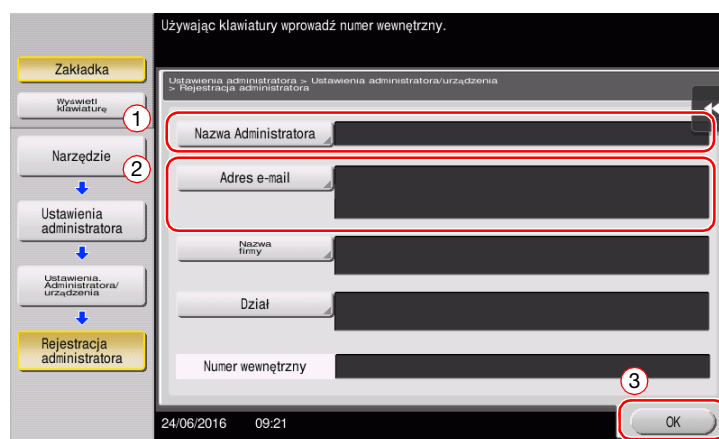 Używając klawiatury wprowadź numer wewnętrzny.
Zakładka
Wyświetl
klawiaturę
1
Narzędzie
2
Ustawienia
administratora
Ustawienia.
Administratora/
urządzenia
Rejestracja
administratora
Ustawienia administratora > Ustawienia administratora/urządzenia
> Rejestracja administratora
Nazwa Administratora
Adres e-mail
Nazwa
firmy
Dział
Numer wewnętrzny
3
24/06/2016 09:21
OK